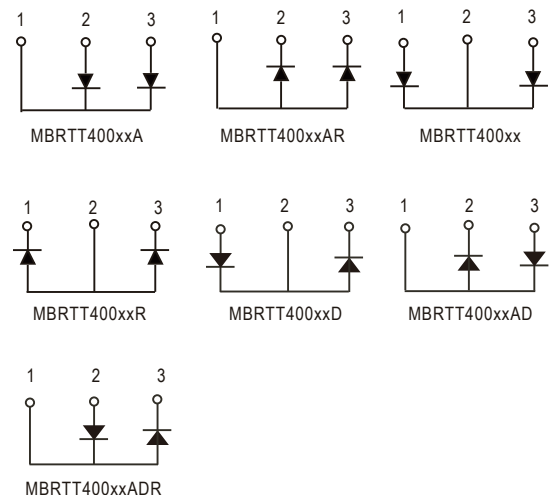 1 2 3 1 2 3 1 2 3
MBRTT400xxA MBRTT400xxAR MBRTT400xx
1 2 3 1 2 3 1 2 3
MBRTT400xxR MBRTT400xxD MBRTT400xxAD
1 2 3
MBRTT400xxADR